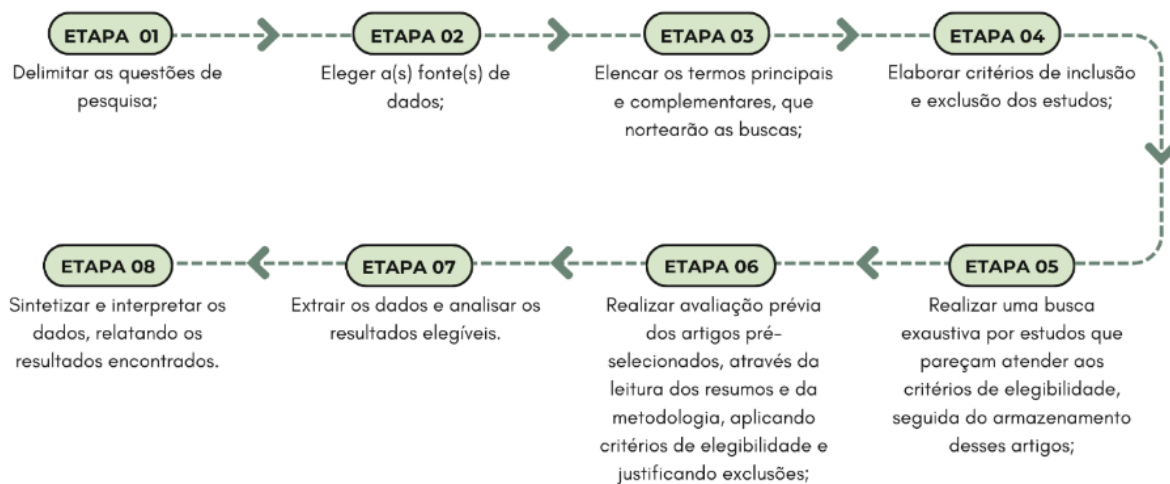 ETAPA 01
Delimitar as questões de
pesquisa;
ETAPA 02
Eleger a(s) fonte(s) de
dados;
ETAPA 03
Elencar os termos principais
e complementares, que
nortearão as buscas;
ETAPA 04
Elaborar critérios de inclusão
e exclusão dos estudos;
ETAPA 05
Realizar uma busca
exaustiva por estudos que
pareçam atender aos
critérios de elegibilidade,
seguida do armazenamento
desses artigos;
ETAPA 06
Realizar avaliação prévia
dos artigos pré-
selecionados, através da
leitura dos resumos e da
metodologia, aplicando
critérios de elegibilidade e
justificando exclusões;
ETAPA 07
Extrair os dados e analisar os
resultados elegíveis.
ETAPA 08
Sintetizar e interpretar os
dados, relatando os
resultados encontrados.